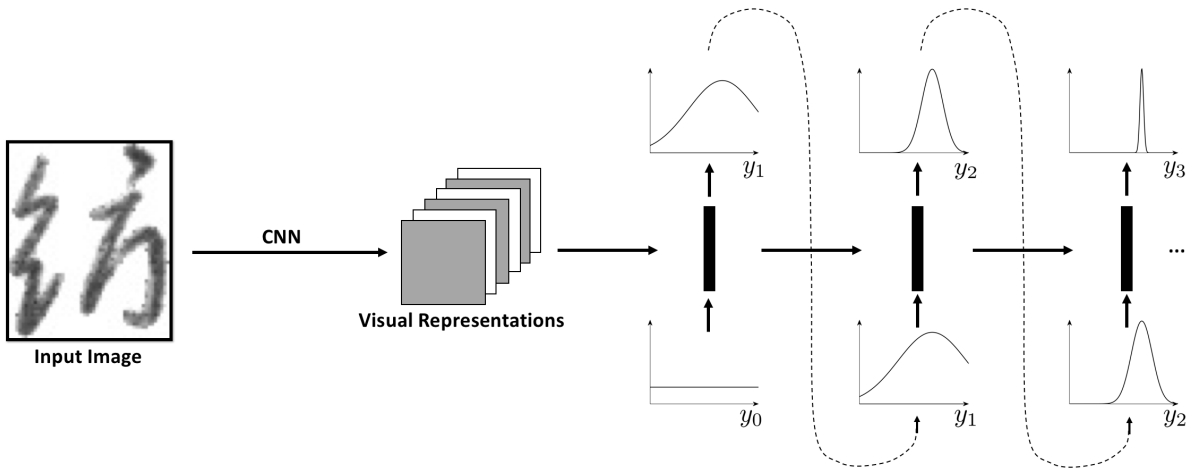 纺
Input Image
CNN
Visual Representations
y₁
y₂
y₃
...
y₀
y₁
y₂